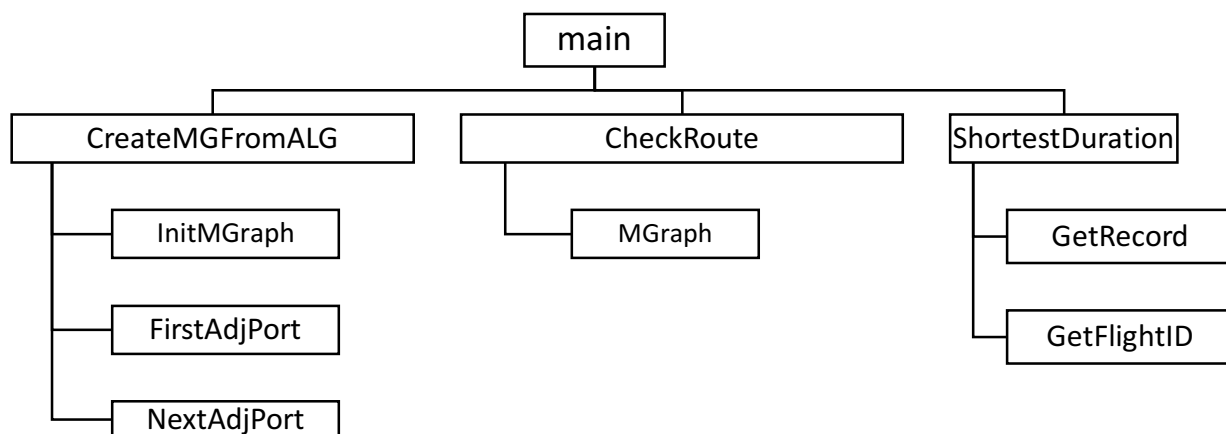 main
CreateMGFromALG
CheckRoute
ShortestDuration
InitMGraph
MGraph
GetRecord
FirstAdjPort
GetFlightID
NextAdjPort